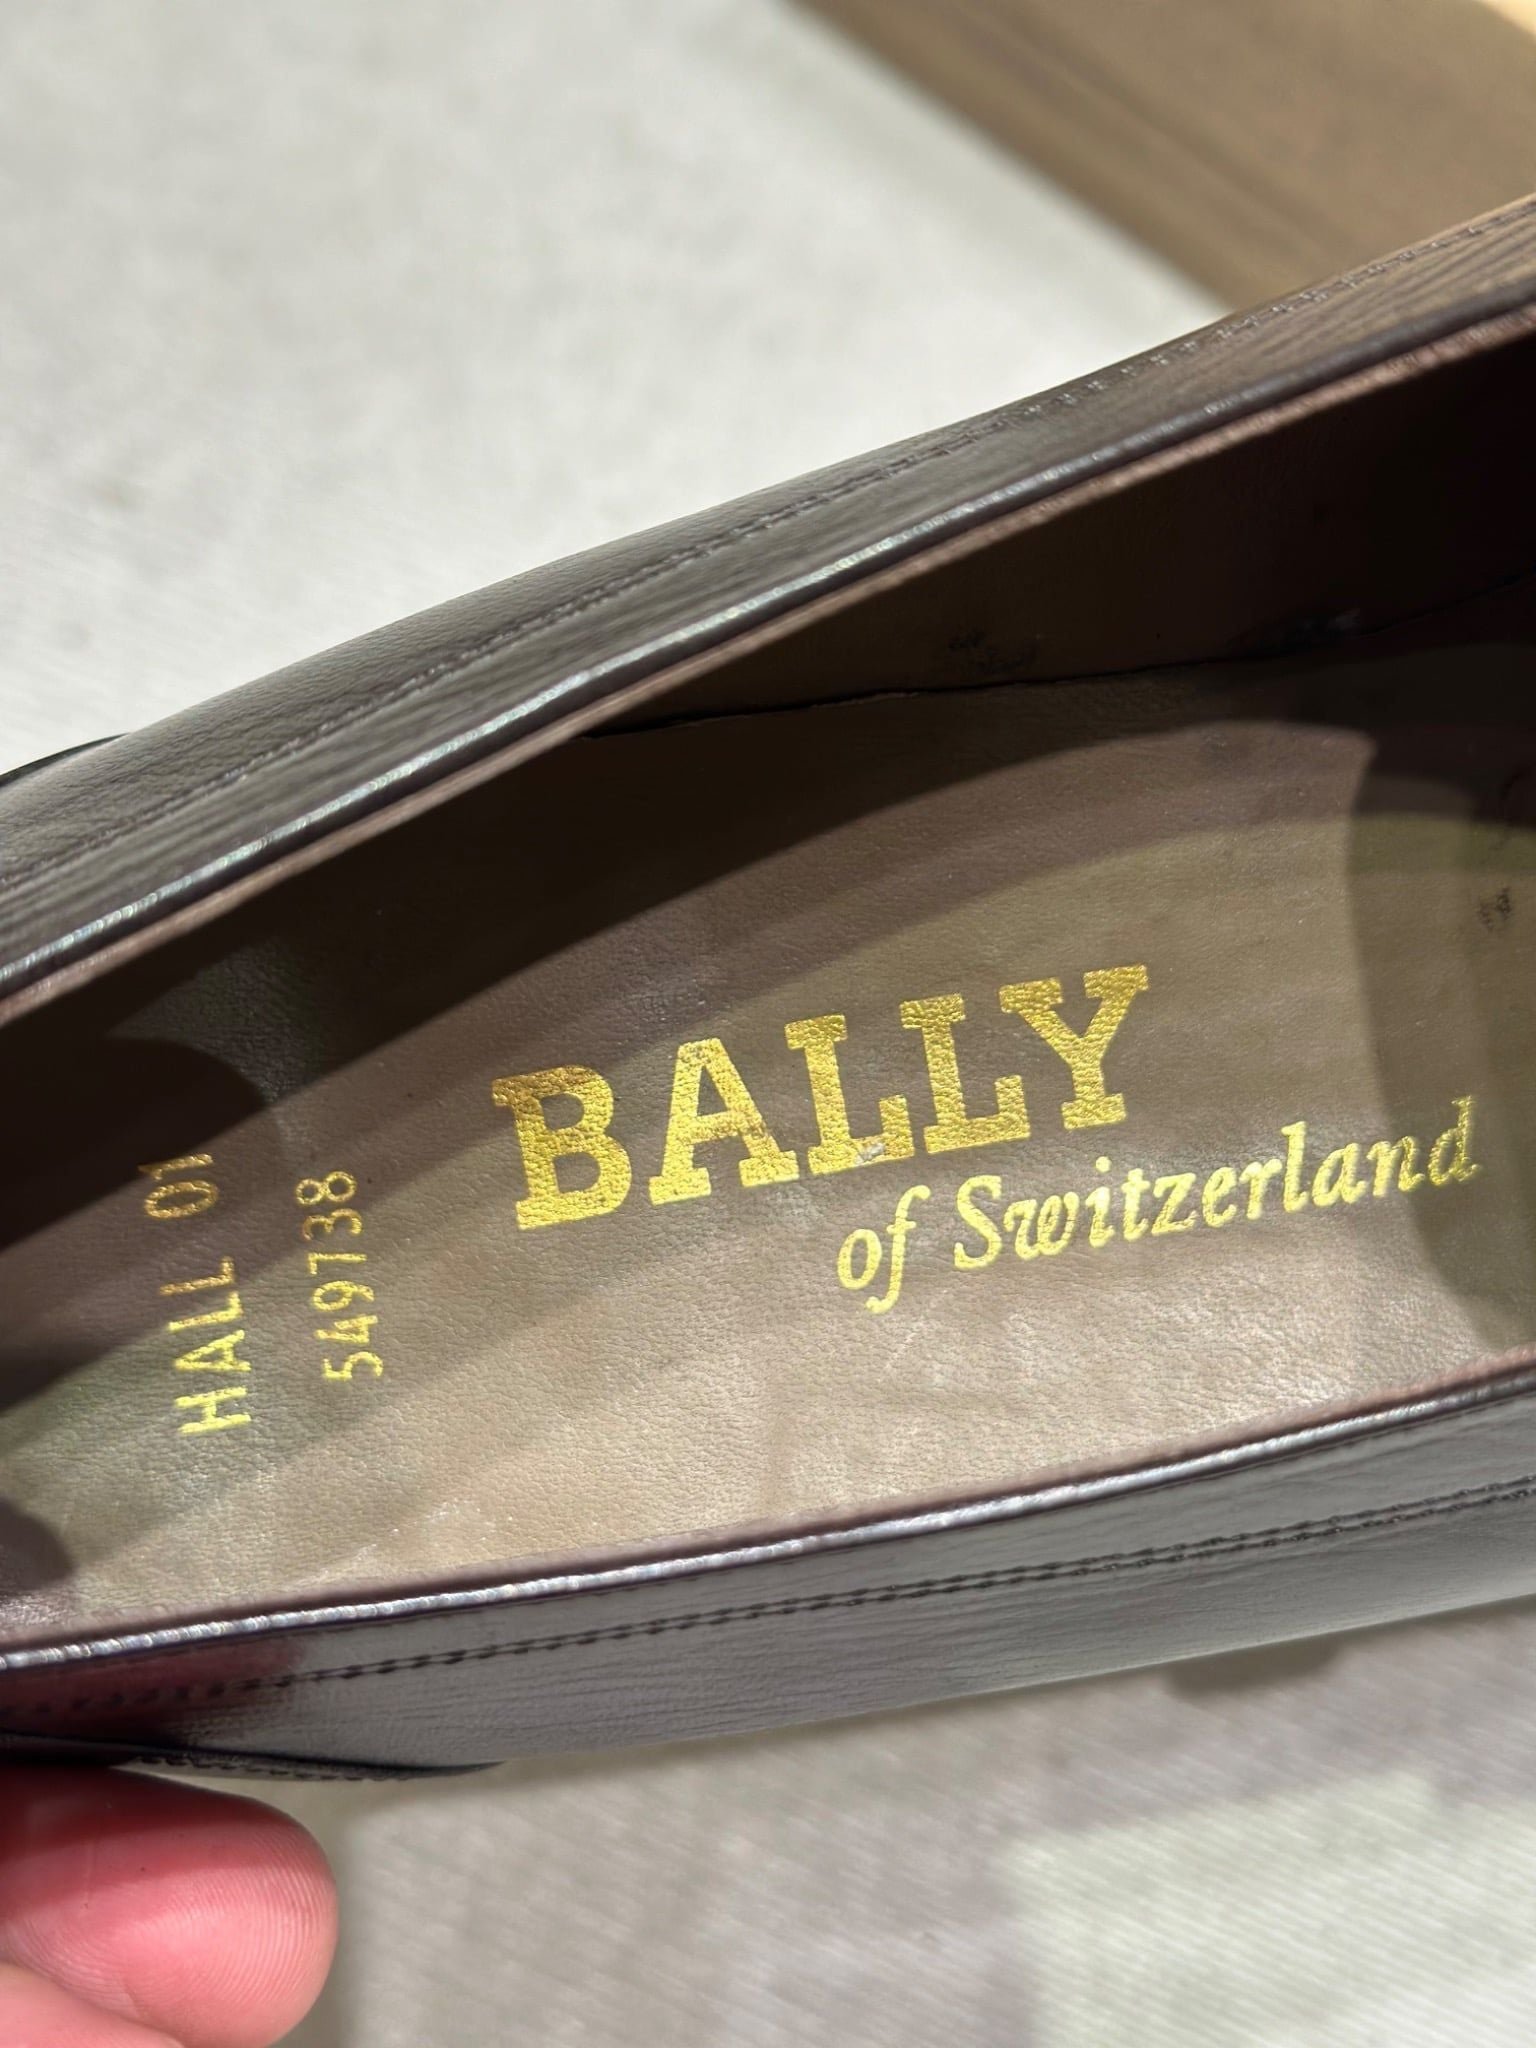 BALLY
of Switzerland
HALL 01
549738